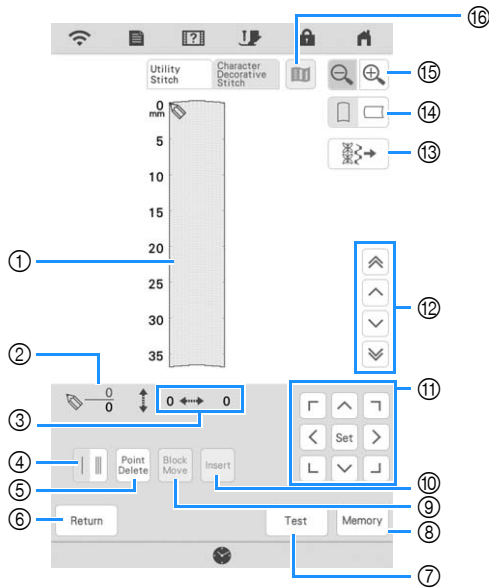 ⑯
?
Utility
Stitch
Character
Decorative
Stitch
⑮
⑭
⑬
0
mm
5
10
15
20
25
30
35
①
⑫
②
0
0
0 0
③
⑪
Set
④
Point
Delete
Block
Move
Insert
⑤
⑩
⑨
⑥
Return
Test
Memory
⑧
⑦